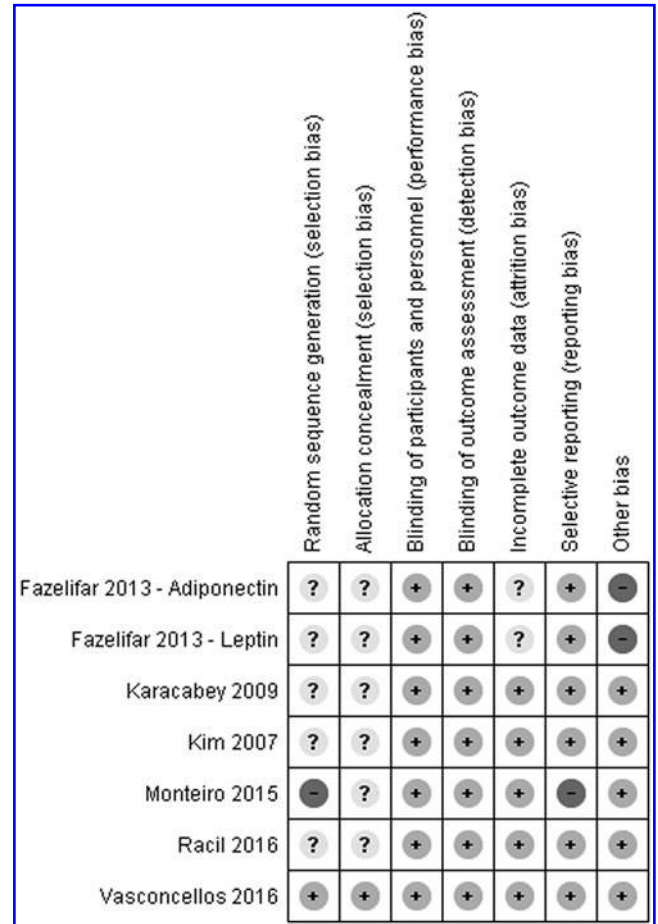 Random sequence generation (selection bias)
Allocation concealment (selection bias)
Blinding of participants and personnel (performance bias)
Blinding of outcome assessment (detection bias)
Incomplete outcome data (attrition bias)
Selective reporting (reporting bias)
Other bias
Fazelifar 2013 - Adiponectin ? ? + + ? + -
Fazelifar 2013 - Leptin ? ? + + ? + -
Karacabey 2009 ? ? + + + + +
Kim 2007 ? ? + + + + +
Monteiro 2015 - ? + + + - +
Racil 2016 ? ? + + + + +
Vasconcellos 2016 + + + + + + +